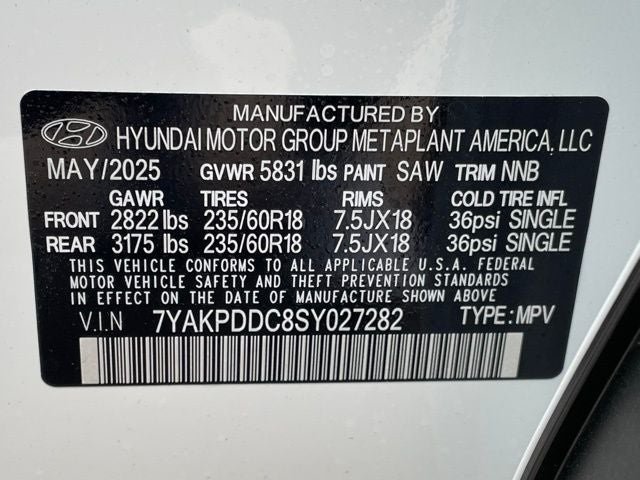 MANUFACTURED BY
HYUNDAI MOTOR GROUP METAPLANT AMERICA, LLC
MAY/2025 GVWR 5831 lbs PAINT SAW TRIM NNB
GAWR TIRES RIMS COLD TIRE INFL
FRONT 2822 lbs 235/60R18 7.5JX18 36psi SINGLE
REAR 3175 lbs 235/60R18 7.5JX18 36psi SINGLE
THIS VEHICLE CONFORMS TO ALL APPLICABLE U.S.A. FEDERAL
MOTOR VEHICLE SAFETY AND THEFT PREVENTION STANDARDS
IN EFFECT ON THE DATE OF MANUFACTURE SHOWN ABOVE
V.I.N 7YAKPDDC8SY027282 TYPE: MPV